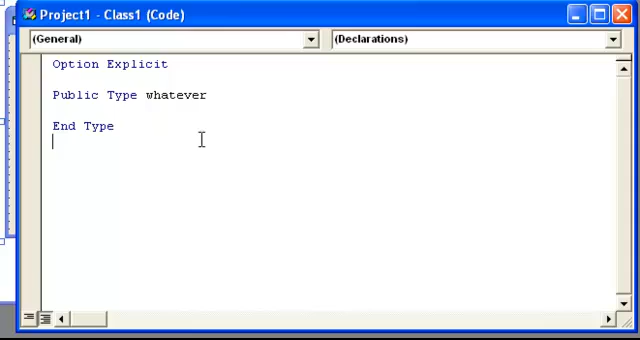 Project1 - Class1 (Code)
(General) (Declarations)
Option Explicit
Public Type whatever
End Type